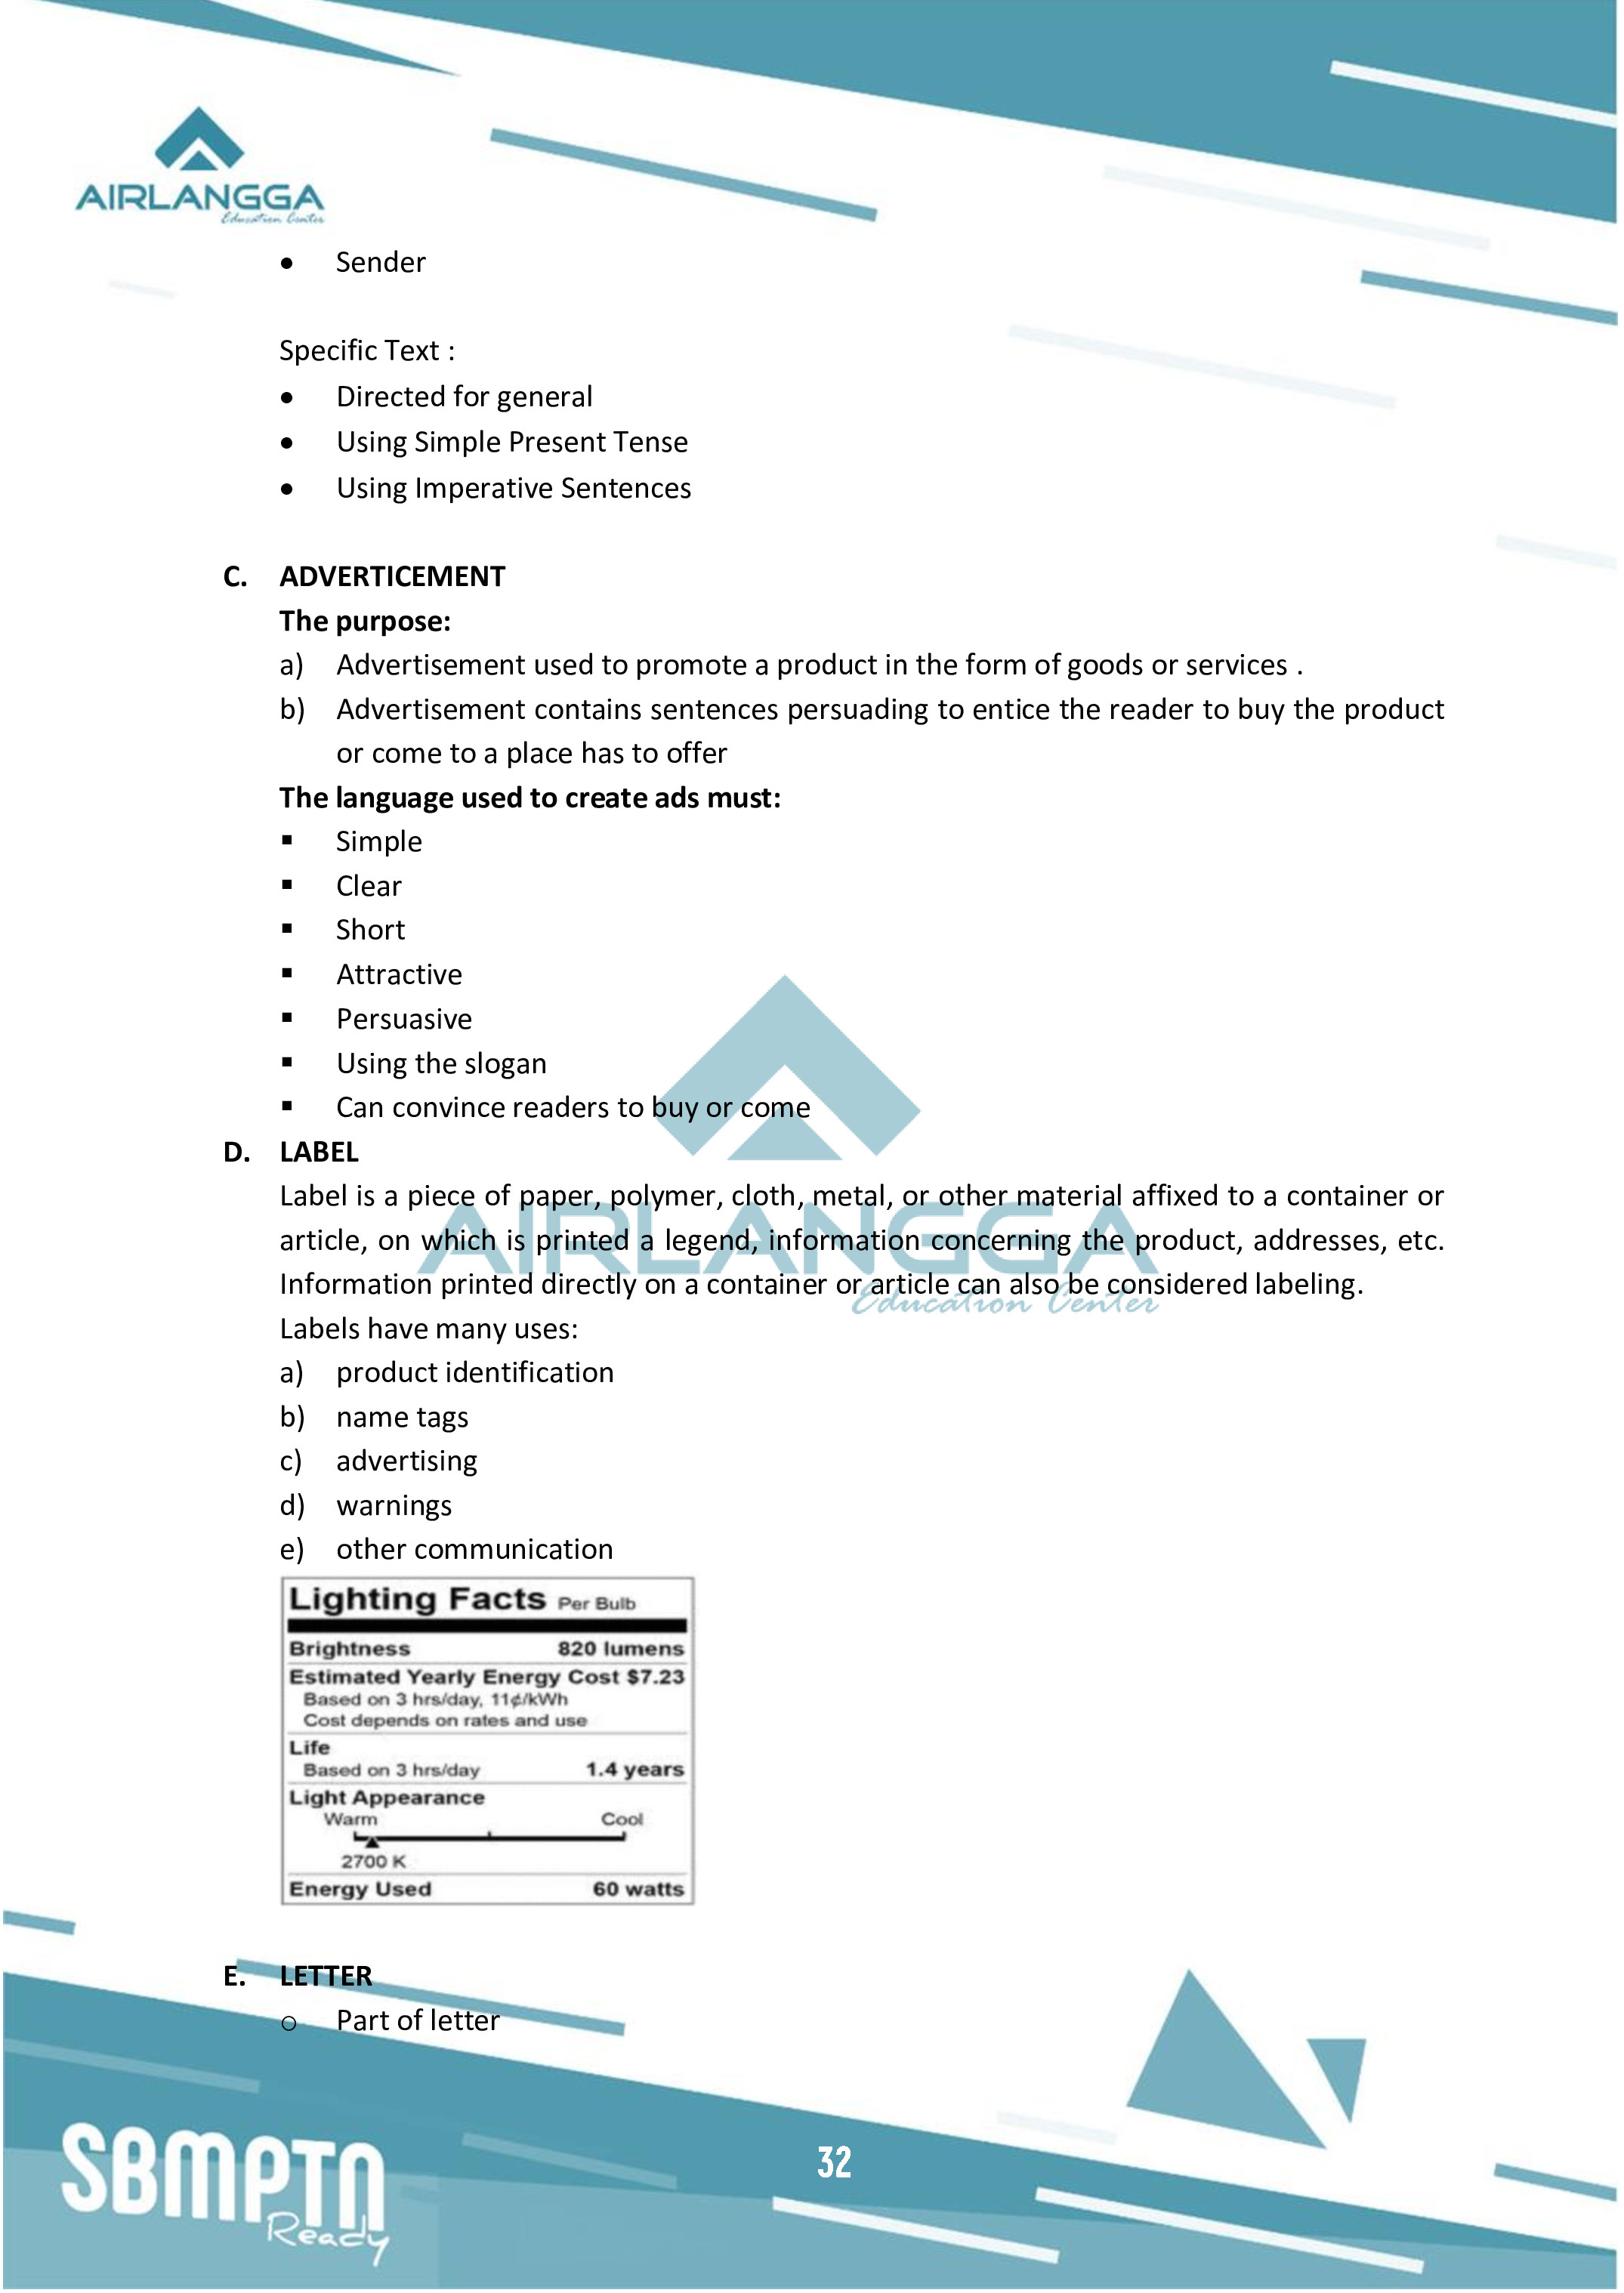 AIRLANGGA
Education Center
• Sender
Specific Text :
• Directed for general
• Using Simple Present Tense
• Using Imperative Sentences
C. ADVERTICEMENT
The purpose:
a) Advertisement used to promote a product in the form of goods or services .
b) Advertisement contains sentences persuading to entice the reader to buy the product
or come to a place has to offer
The language used to create ads must:
▪ Simple
▪ Clear
▪ Short
▪ Attractive
▪ Persuasive
▪ Using the slogan
▪ Can convince readers to buy or come
D. LABEL
Label is a piece of paper, polymer, cloth, metal, or other material affixed to a container or
article, on which is printed a legend, information concerning the product, addresses, etc.
Information printed directly on a container or article can also be considered labeling.
AIRLANGGA
Education Center
Labels have many uses:
a) product identification
b) name tags
c) advertising
d) warnings
e) other communication
Lighting Facts Per Bulb
Brightness 820 lumens
Estimated Yearly Energy Cost $7.23
Based on 3 hrs/day, 11¢/kWh
Cost depends on rates and use
Life
Based on 3 hrs/day 1.4 years
Light Appearance
Warm Cool
2700 K
Energy Used 60 watts
E. LETTER
○ Part of letter
SBMPTN
Ready
32